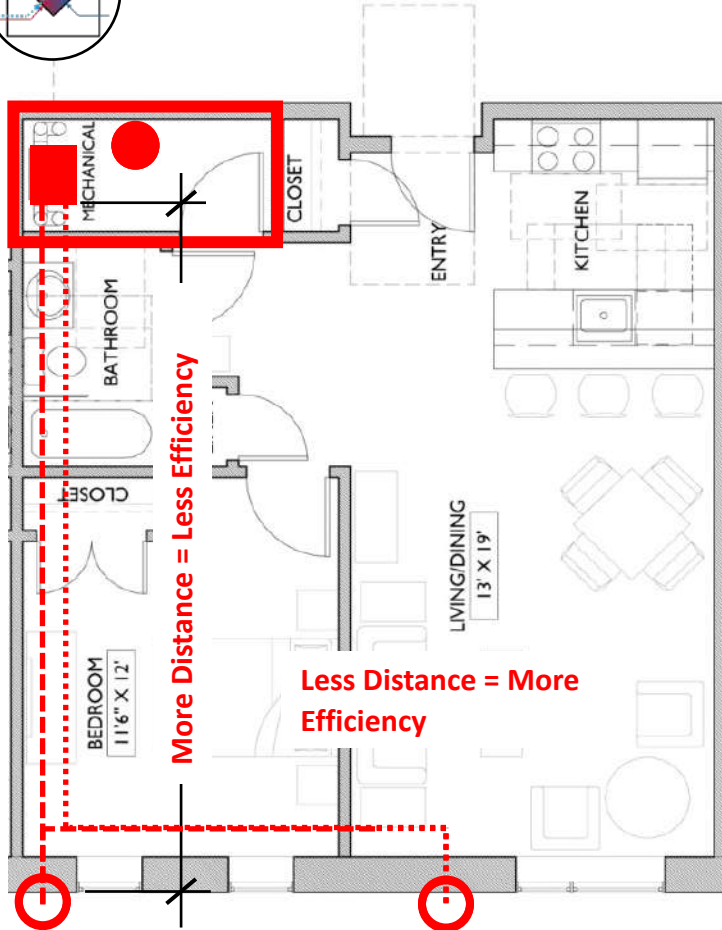 MECHANICAL
CLOSET
ENTRY
KITCHEN
BATHROOM
More Distance = Less Efficiency
CLOSET
LIVING/DINING
13' X 19'
BEDROOM
11'6" X 12'
Less Distance = More
Efficiency